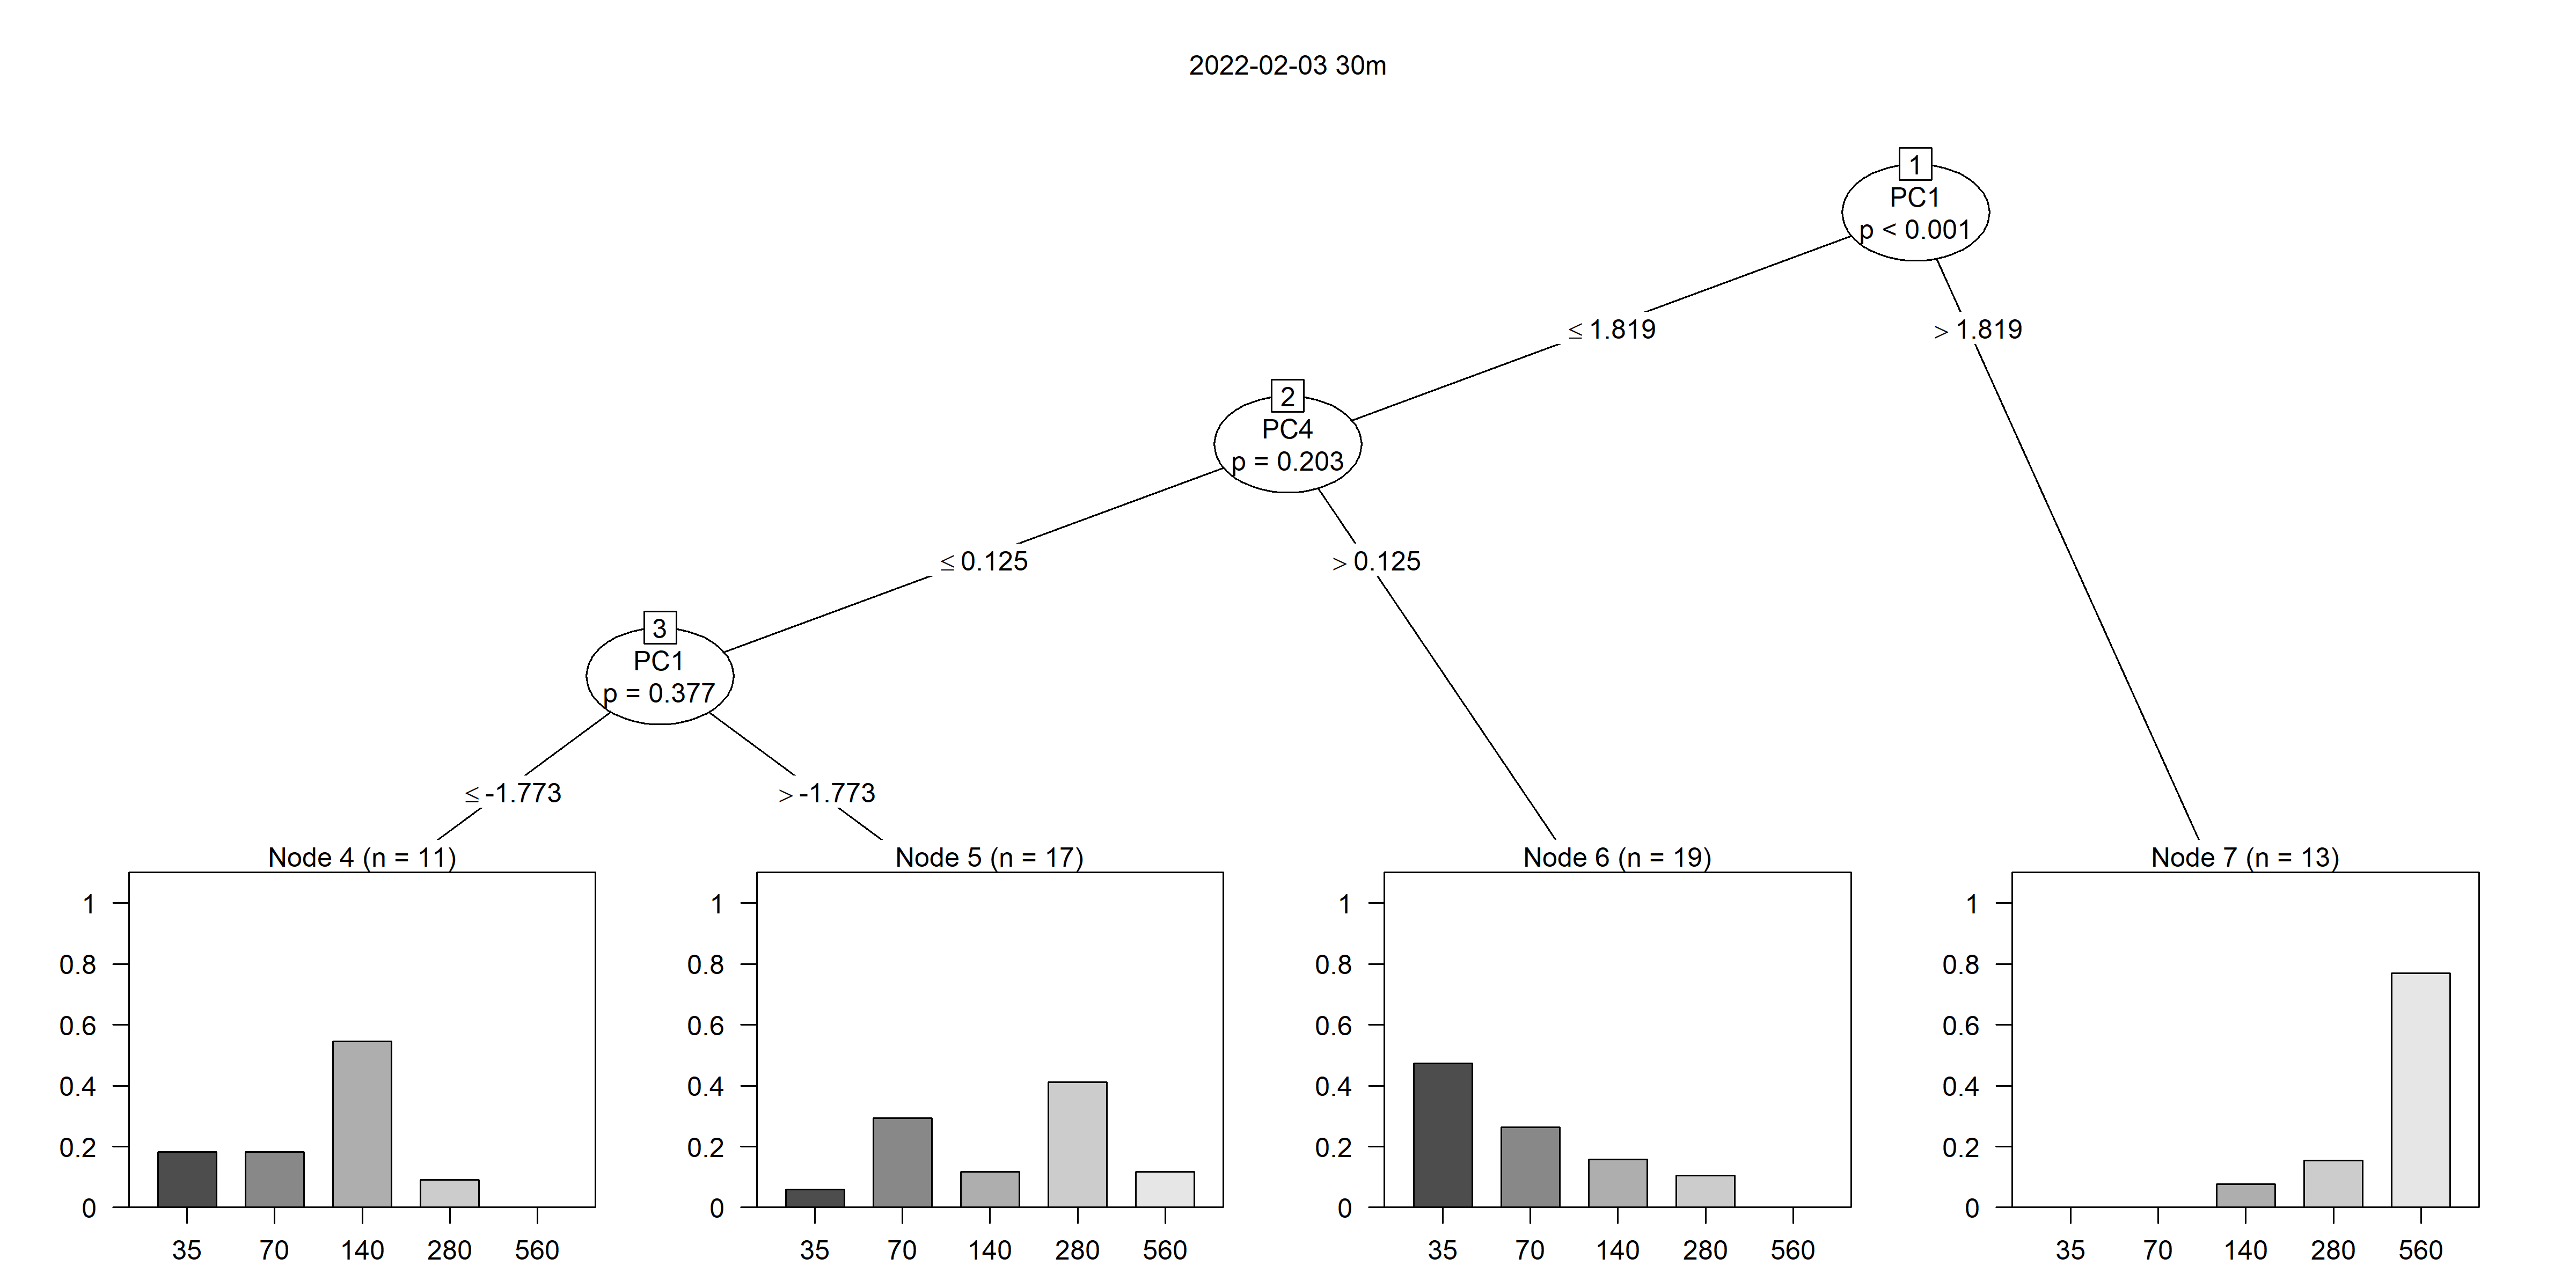 2022-02-03 30m
1
PC1
p < 0.001
≤ 1.819
> 1.819
2
PC4
p = 0.203
≤ 0.125
> 0.125
3
PC1
p = 0.377
≤ -1.773
> -1.773
Node 4 (n = 11)
1
0.8
0.6
0.4
0.2
0
35 70 140 280 560
Node 5 (n = 17)
1
0.8
0.6
0.4
0.2
0
35 70 140 280 560
Node 6 (n = 19)
1
0.8
0.6
0.4
0.2
0
35 70 140 280 560
Node 7 (n = 13)
1
0.8
0.6
0.4
0.2
0
35 70 140 280 560